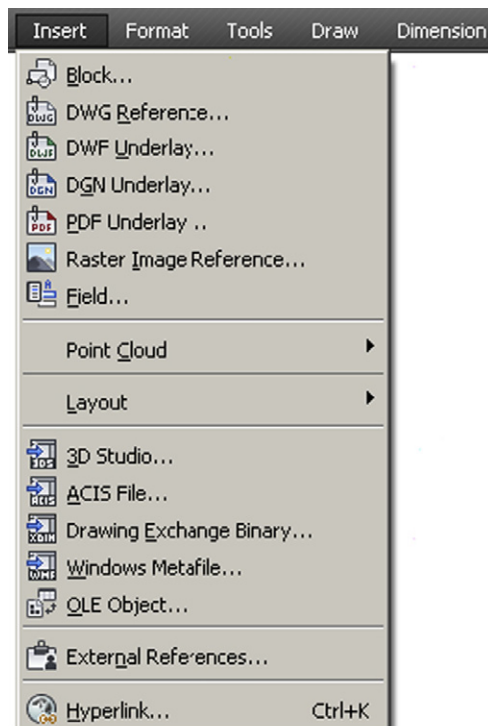 Insert Format Tools Draw Dimension
Block...
DWG Reference...
DWF Underlay...
DGN Underlay...
PDF Underlay ..
Raster Image Reference...
Field...
Point Cloud
Layout
3D Studio...
ACIS File...
Drawing Exchange Binary...
Windows Metafile...
OLE Object...
External References...
Hyperlink... Ctrl+K